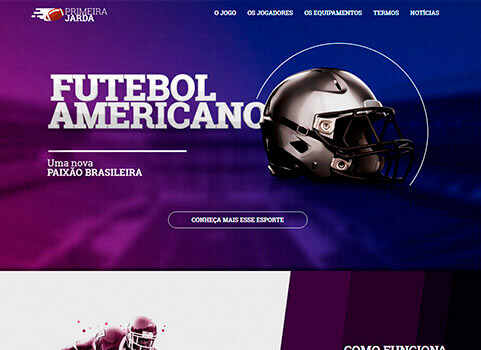 PRIMEIRA
JARDA
O JOGO OS JOGADORES OS EQUIPAMENTOS TERMOS NOTÍCIAS
FUTEBOL
AMERICANO
Uma nova
PAIXÃO BRASILEIRA
CONHEÇA MAIS ESSE ESPORTE
COMO FUNCIONA